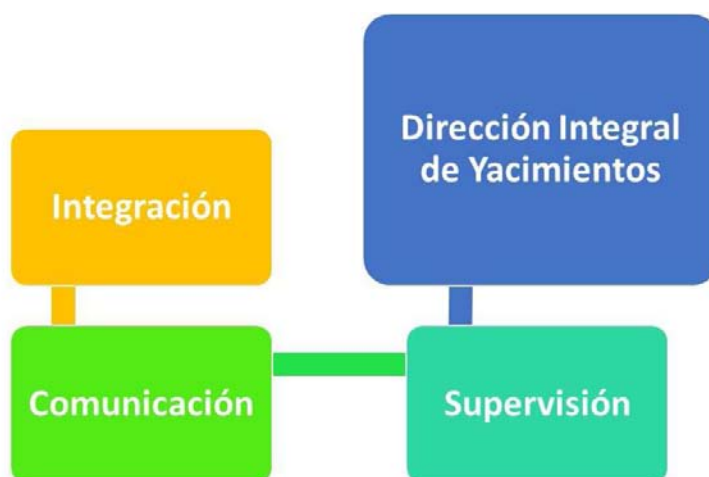 Integración
Comunicación
Supervisión
Dirección Integral
de Yacimientos